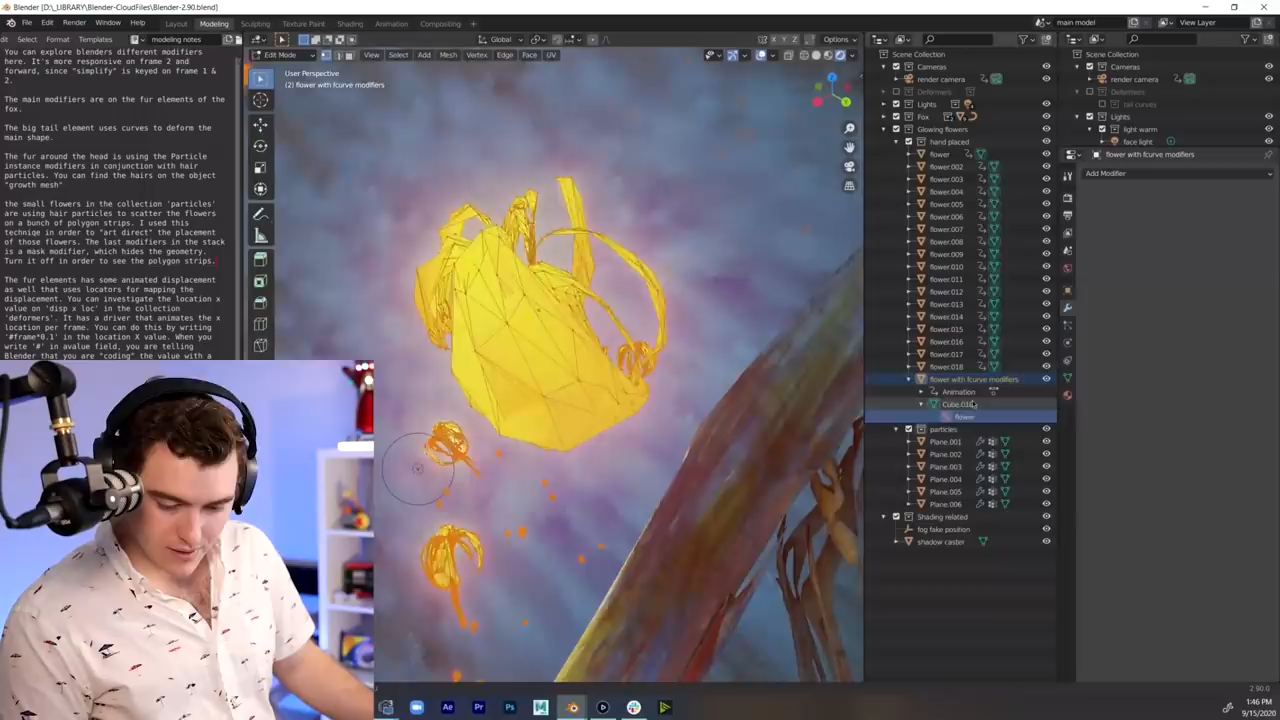 Blender [D:\_LIBRARY\Blender-CloudFiles\Blender-2.90.blend]
File Edit Render Window Help
Layout Modeling Sculpting Texture Paint Shading Animation Compositing
main model
View Layer
Edit Format Templates
modeling notes
You can explore blenders different modifiers
here. It's more responsive on frame 2 and
forward, since "simplify" is keyed on frame 1 &
2.
The main modifiers are on the fur elements of the
fox.
The big tail element uses curves to deform the
main shape.
The fur around the head is using the Particle
instance modifiers in conjunction with hair
particles. You can find the hairs on the object
"growth mesh"
the small flowers in the collection 'particles'
are using hair particles to scatter the flowers
on a bunch of polygon strips. I used this
techniqe in order to "art direct" the placement
of those flowers. The last modifiers in the stack
is a mask modifier, which hides the geometry.
Turn it off in order to see the polygon strips.
The fur elements has some animated displacement
as well that uses locators for mapping the
displacement. You can investigate the location x
value on 'disp x loc' in the collection
'deformers'. It has a driver that animates the x
location per frame. You can do this by writing
'#frame*0.1' in the location X value. When you
write '#' in avalue field, you are telling
Blender that you are "coding" the value with a
Global
X Y Z
Options
Edit Mode
View Select Add Mesh Vertex Edge Face UV
User Perspective
(2) flower with fcurve modifiers
Scene Collection
Cameras
render camera
Deformers
Lights
Fox
Glowing flowers
hand placed
flower
flower.002
flower.003
flower.004
flower.005
flower.006
flower.007
flower.008
flower.009
flower.010
flower.011
flower.012
flower.013
flower.014
flower.015
flower.016
flower.017
flower.018
flower with fcurve modifiers
Animation
flower
particles
Plane.001
Plane.002
Plane.003
Plane.004
Plane.005
Plane.006
Shading related
fog fake position
shadow caster
Scene Collection
Cameras
render camera
Deformers
tail curves
Lights
light warm
face light
flower with fcurve modifiers
Add Modifier
2.90.0
Ae Pr Ps
1:46 PM
9/15/2020